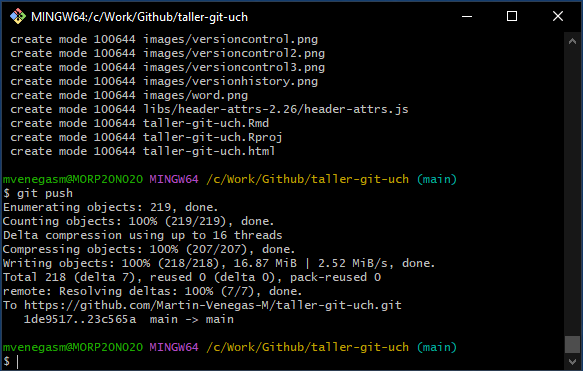 MINGW64:/c/Work/Github/taller-git-uch
create mode 100644 images/versioncontrol.png
create mode 100644 images/versioncontrol2.png
create mode 100644 images/versioncontrol3.png
create mode 100644 images/versionhistory.png
create mode 100644 images/word.png
create mode 100644 libs/header-attrs-2.26/header-attrs.js
create mode 100644 taller-git-uch.Rmd
create mode 100644 taller-git-uch.Rproj
create mode 100644 taller-git-uch.html
mvenegasm@MORP2ON02O MINGW64 /c/Work/Github/taller-git-uch (main)
$ git push
Enumerating objects: 219, done.
Counting objects: 100% (219/219), done.
Delta compression using up to 16 threads
Compressing objects: 100% (207/207), done.
Writing objects: 100% (218/218), 16.87 MiB | 2.52 MiB/s, done.
Total 218 (delta 7), reused 0 (delta 0), pack-reused 0
remote: Resolving deltas: 100% (7/7), done.
To https://github.com/Martin-Venegas-M/taller-git-uch.git
1de9517..23c565a  main -> main
mvenegasm@MORP2ON02O MINGW64 /c/Work/Github/taller-git-uch (main)
$